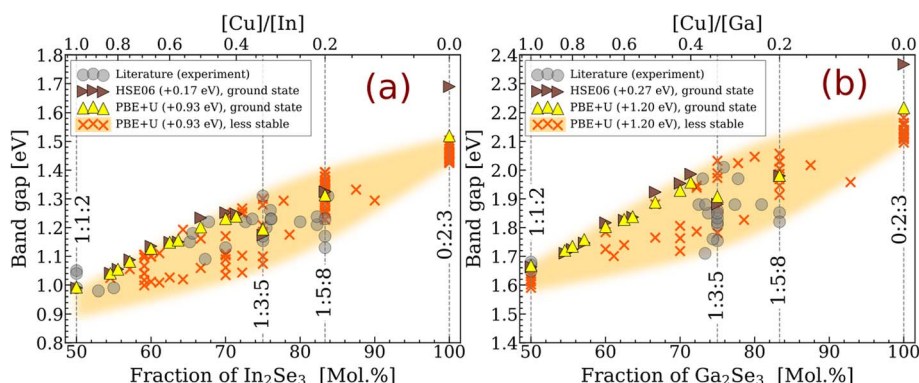 [Cu]/[In]
1.0 0.8 0.6 0.4 0.2 0.0
1.8
1.7
1.6
1.5
1.4
1.3
1.2
1.1
1.0
0.9
0.8
Band gap [eV]
Literature (experiment)
HSE06 (+0.17 eV), ground state
PBE+U (+0.93 eV), ground state
PBE+U (+0.93 eV), less stable
(a)
1:1:2
1:3:5
1:5:8
0:2:3
50 60 70 80 90 100
Fraction of In₂Se₃ [Mol.%]
[Cu]/[Ga]
1.0 0.8 0.6 0.4 0.2 0.0
2.4
2.3
2.2
2.1
2.0
1.9
1.8
1.7
1.6
1.5
1.4
Band gap [eV]
Literature (experiment)
HSE06 (+0.27 eV), ground state
PBE+U (+1.20 eV), ground state
PBE+U (+1.20 eV), less stable
(b)
1:1:2
1:3:5
1:5:8
0:2:3
50 60 70 80 90 100
Fraction of Ga₂Se₃ [Mol.%]